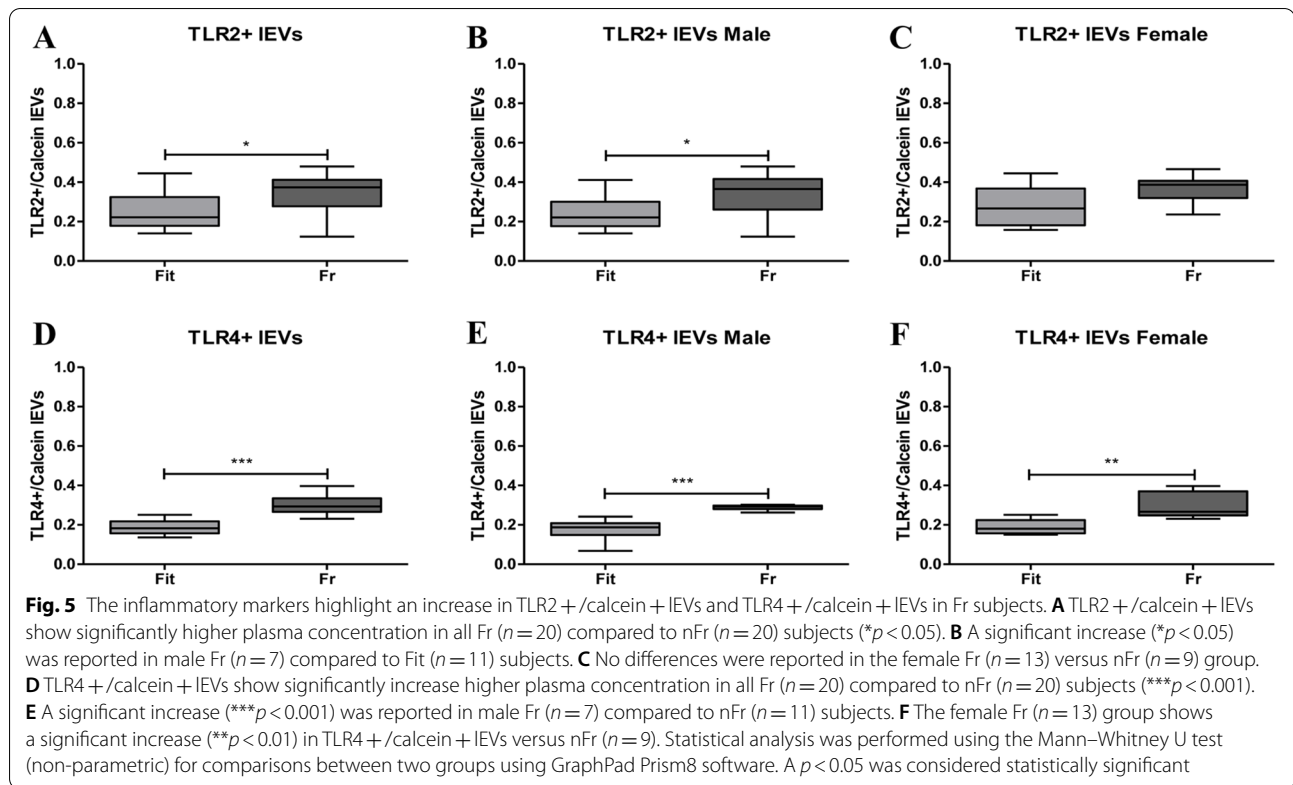 A
TLR2+ lEVs
TLR2+/Calcein lEVs
1.0
0.8
0.6
0.4
0.2
0.0
*
Fit
Fr
B
TLR2+ lEVs Male
TLR2+/Calcein lEVs
1.0
0.8
0.6
0.4
0.2
0.0
*
Fit
Fr
C
TLR2+ lEVs Female
TLR2+/Calcein lEVs
1.0
0.8
0.6
0.4
0.2
0.0
Fit
Fr
D
TLR4+ lEVs
TLR4+/Calcein lEVs
1.0
0.8
0.6
0.4
0.2
0.0
***
Fit
Fr
E
TLR4+ lEVs Male
TLR4+/Calcein lEVs
1.0
0.8
0.6
0.4
0.2
0.0
***
Fit
Fr
F
TLR4+ lEVs Female
TLR4+/Calcein lEVs
1.0
0.8
0.6
0.4
0.2
0.0
**
Fit
Fr
Fig. 5 The inflammatory markers highlight an increase in TLR2+/calcein+lEVs and TLR4+/calcein+lEVs in Fr subjects. A TLR2+/calcein+lEVs
show significantly higher plasma concentration in all Fr (n=20) compared to nFr (n=20) subjects (*p<0.05). B A significant increase (*p<0.05)
was reported in male Fr (n=7) compared to Fit (n=11) subjects. C No differences were reported in the female Fr (n=13) versus nFr (n=9) group.
D TLR4+/calcein+lEVs show significantly increase higher plasma concentration in all Fr (n=20) compared to nFr (n=20) subjects (***p<0.001).
E A significant increase (***p<0.001) was reported in male Fr (n=7) compared to nFr (n=11) subjects. F The female Fr (n=13) group shows
a significant increase (**p<0.01) in TLR4+/calcein+lEVs versus nFr (n=9). Statistical analysis was performed using the Mann–Whitney U test
(non-parametric) for comparisons between two groups using GraphPad Prism8 software. A p<0.05 was considered statistically significant